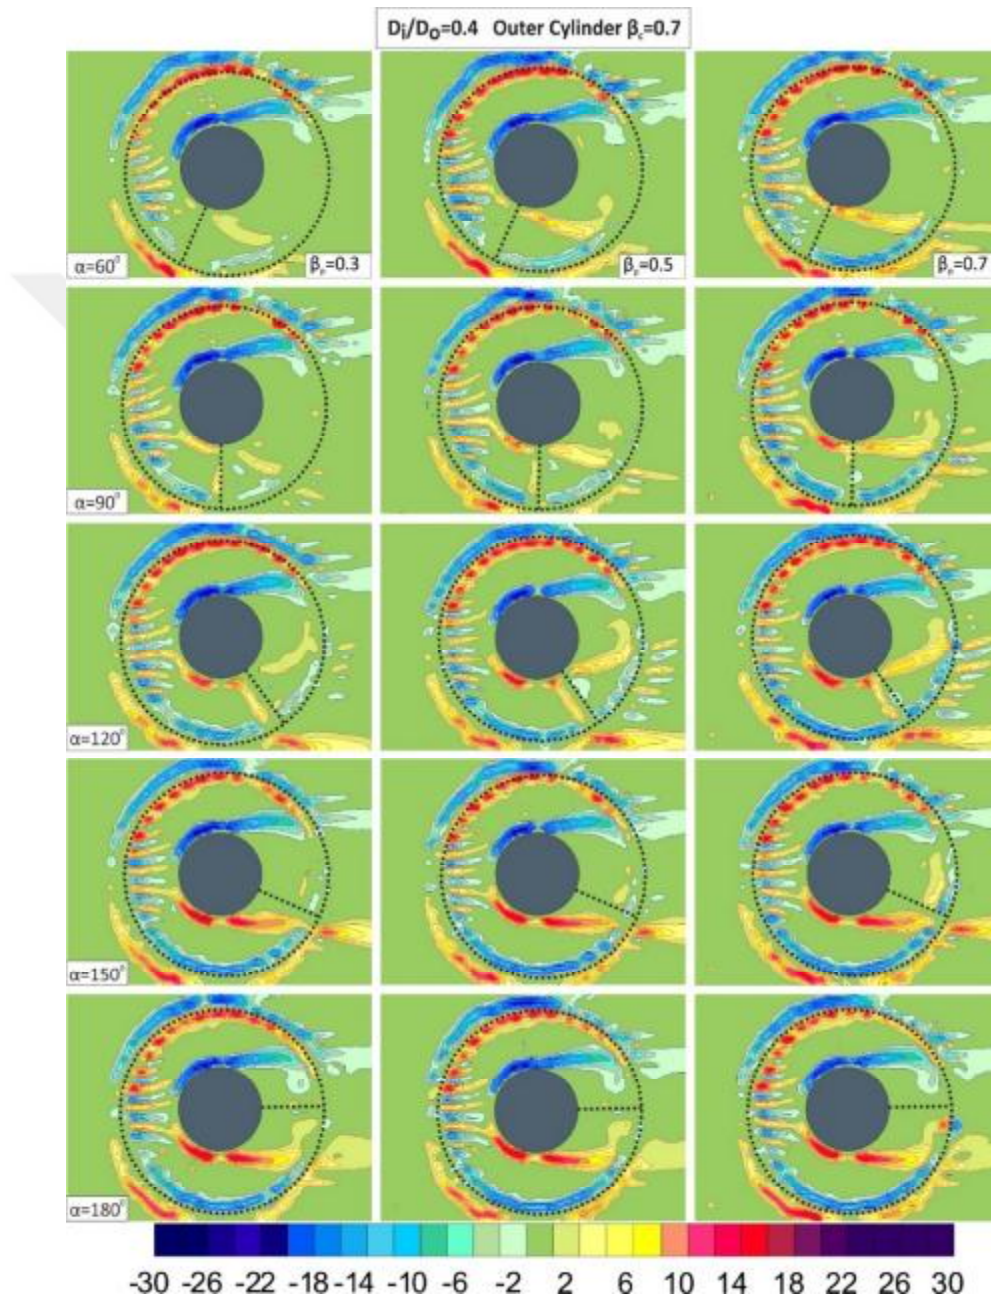 Di/Do=0.4 Outer Cylinder βc=0.7
α=60° βp=0.3 βp=0.5 βp=0.7
α=90°
α=120°
α=150°
α=180°
-30 -26 -22 -18 -14 -10 -6 -2 2 6 10 14 18 22 26 30